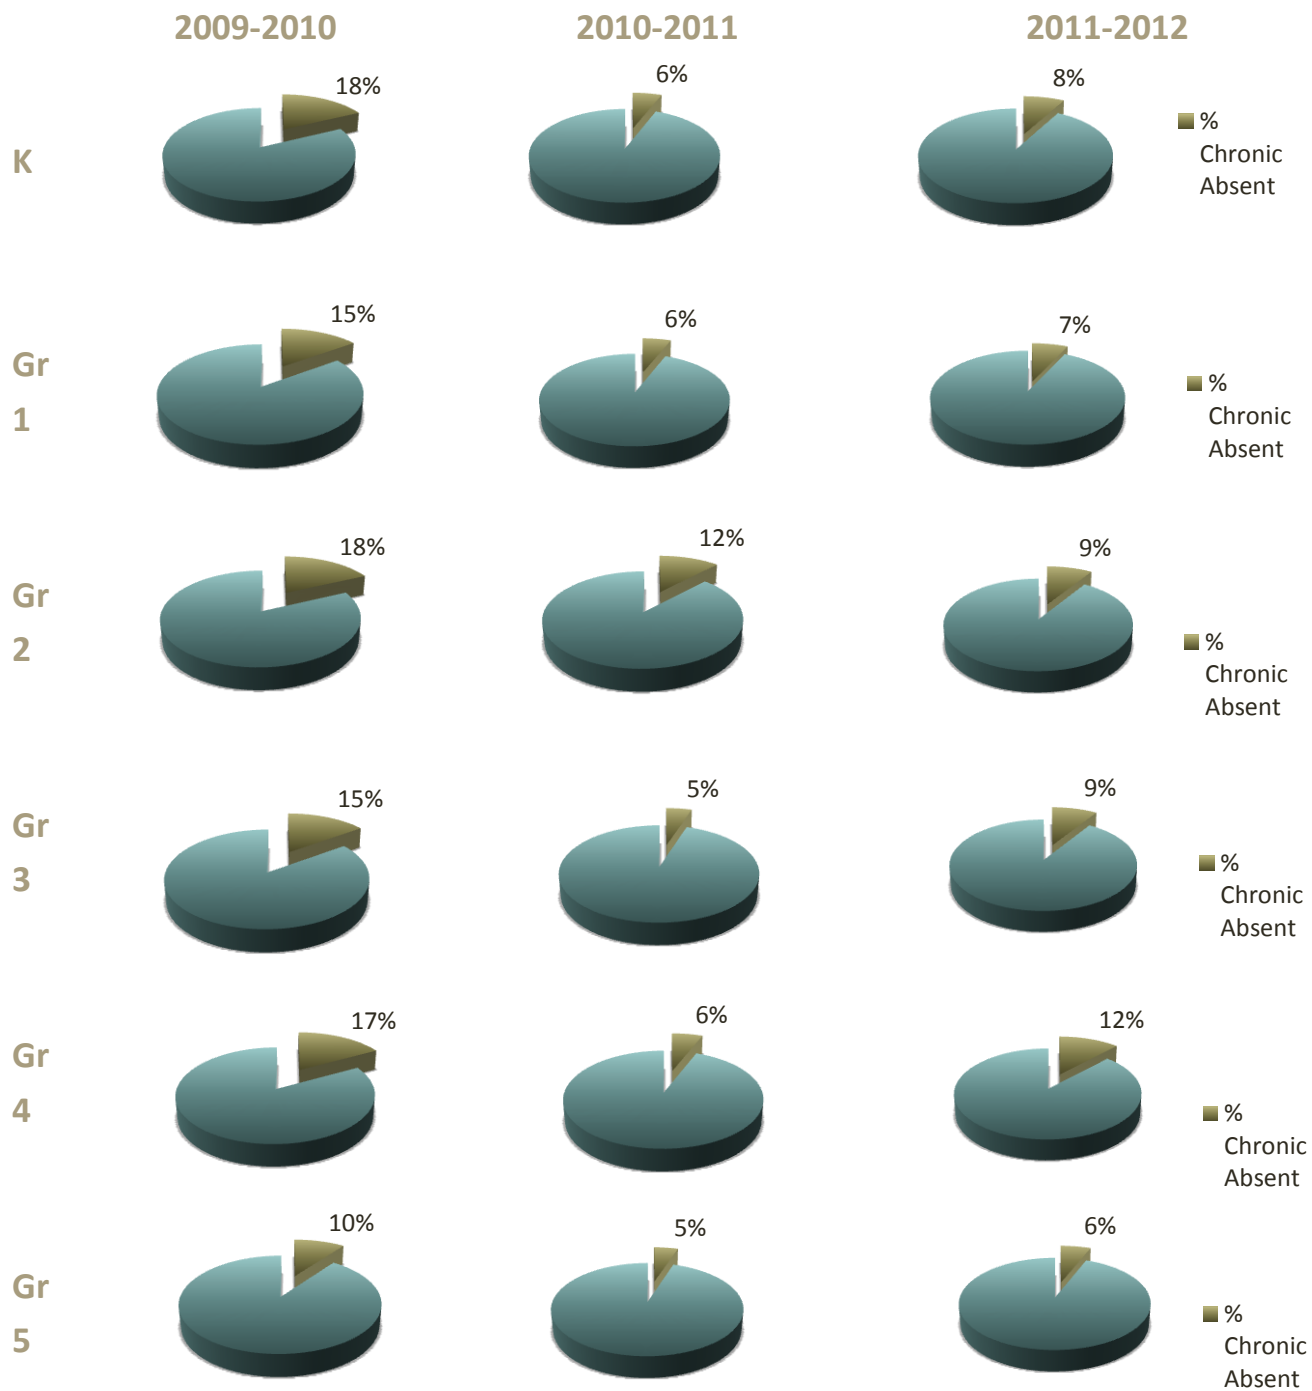 2009-2010 2010-2011 2011-2012
18% 6% 8%
K
%
Chronic
Absent
15% 6% 7%
Gr
1
%
Chronic
Absent
18% 12% 9%
Gr
2
%
Chronic
Absent
15% 5% 9%
Gr
3
%
Chronic
Absent
17% 6% 12%
Gr
4
%
Chronic
Absent
10% 5% 6%
Gr
5
%
Chronic
Absent